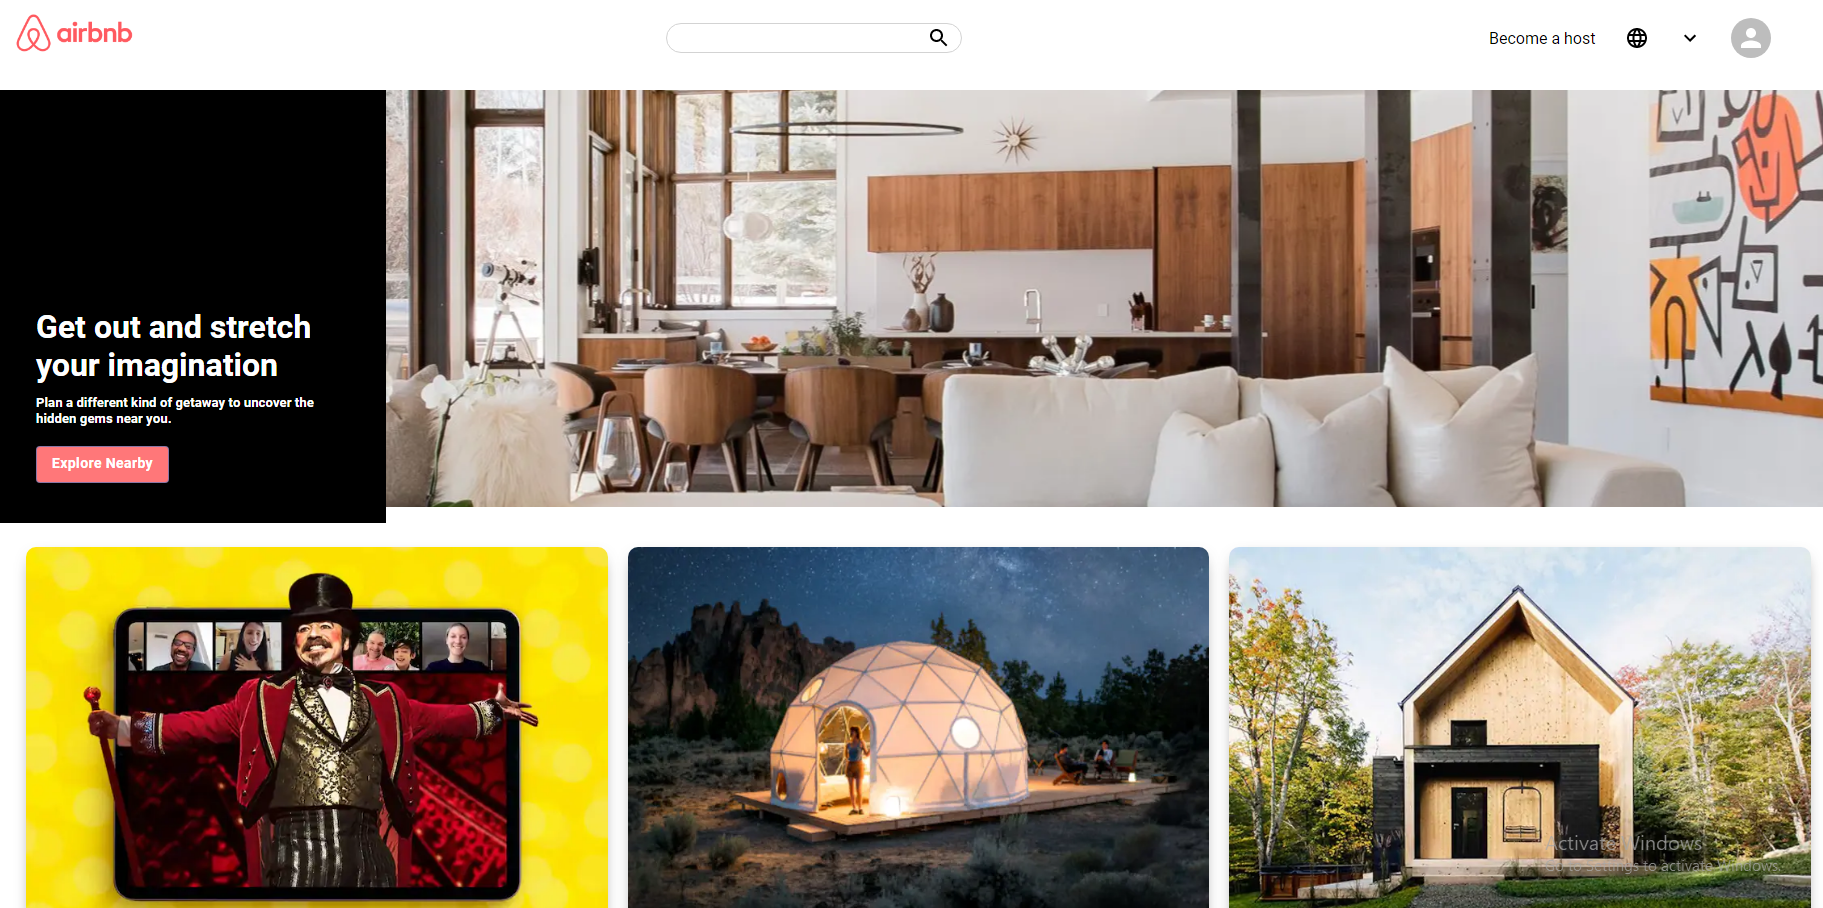 airbnb
Become a host
Get out and stretch
your imagination
Plan a different kind of getaway to uncover the
hidden gems near you.
Explore Nearby
Activate Windows
Go to Settings to activate Windows.